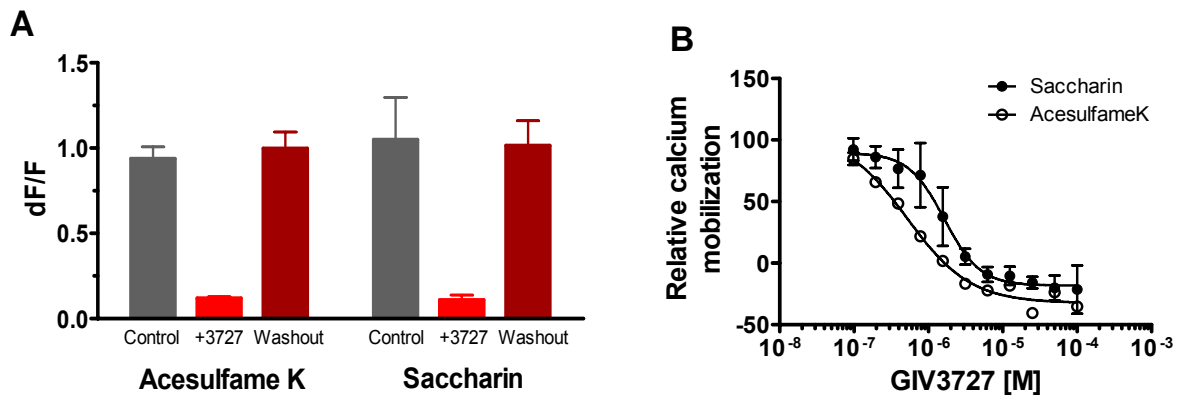 A
dF/F
1.5
1.0
0.5
0.0
Control +3727 Washout Control +3727 Washout
Acesulfame K Saccharin
B
Relative calcium
mobilization
150
100
50
0
-50
Saccharin
AcesulfameK
10-8 10-7 10-6 10-5 10-4 10-3
GIV3727 [M]